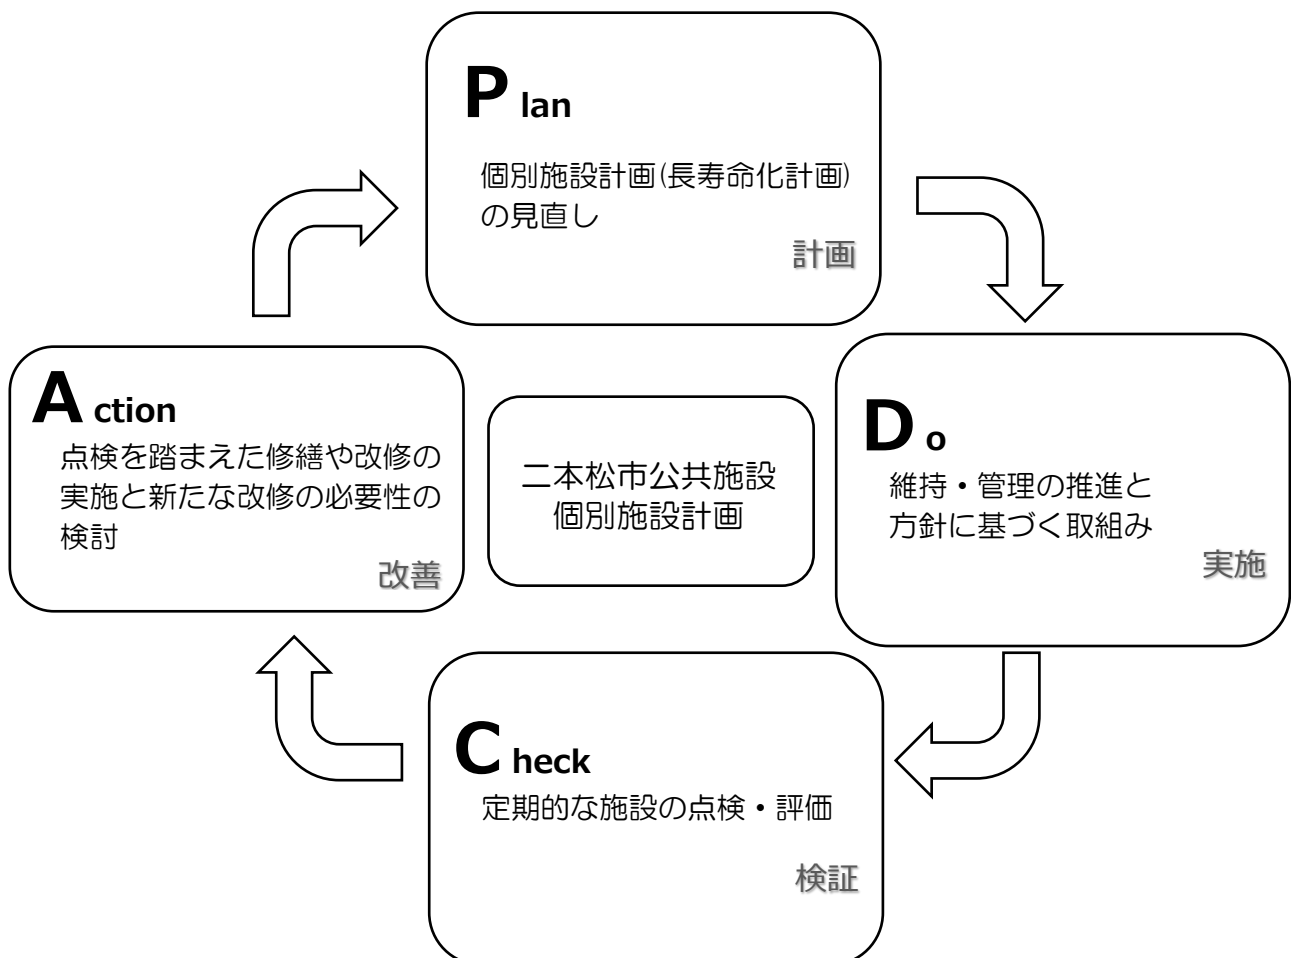 P lan
個別施設計画(長寿命化計画)
の見直し
計画
A ction
点検を踏まえた修繕や改修の
実施と新たな改修の必要性の
検討
改善
二本松市公共施設
個別施設計画
D o
維持・管理の推進と
方針に基づく取組み
実施
C heck
定期的な施設の点検・評価
検証